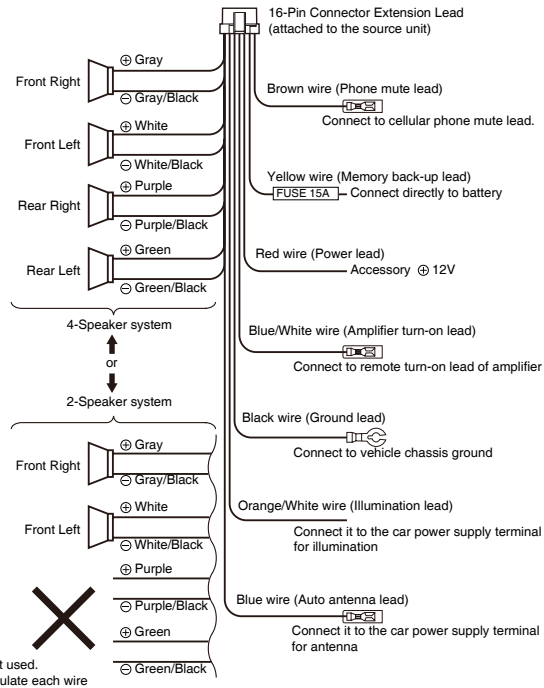 16-Pin Connector Extension Lead
(attached to the source unit)
Front Right
⊕ Gray
⊖ Gray/Black
Front Left
⊕ White
⊖ White/Black
Rear Right
⊕ Purple
⊖ Purple/Black
Rear Left
⊕ Green
⊖ Green/Black
4-Speaker system
or
2-Speaker system
Front Right
⊕ Gray
⊖ Gray/Black
Front Left
⊕ White
⊖ White/Black
⊕ Purple
⊖ Purple/Black
⊕ Green
⊖ Green/Black
t used.
ulate each wire
Brown wire (Phone mute lead)
Connect to cellular phone mute lead.
Yellow wire (Memory back-up lead)
FUSE 15A
Connect directly to battery
Red wire (Power lead)
Accessory ⊕ 12V
Blue/White wire (Amplifier turn-on lead)
Connect to remote turn-on lead of amplifier
Black wire (Ground lead)
Connect to vehicle chassis ground
Orange/White wire (Illumination lead)
Connect it to the car power supply terminal
for illumination
Blue wire (Auto antenna lead)
Connect it to the car power supply terminal
for antenna